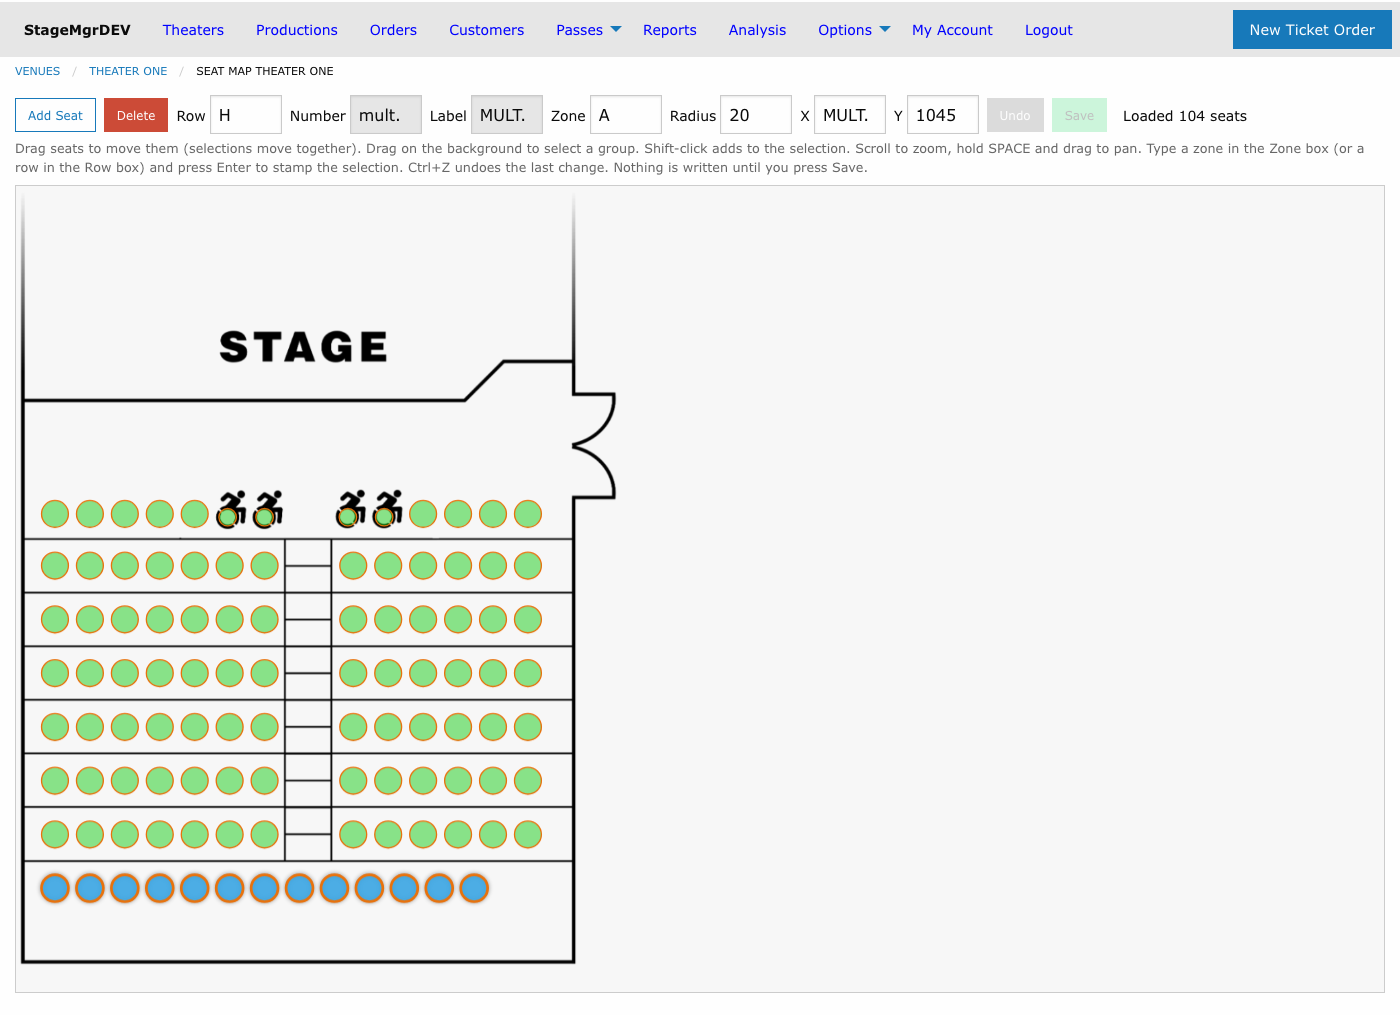 StageMgrDEV Theaters Productions Orders Customers Passes Reports Analysis Options My Account Logout New Ticket Order
VENUES / THEATER ONE / SEAT MAP THEATER ONE
Add Seat Delete Row H Number mult. Label MULT. Zone A Radius 20 X MULT. Y 1045 Undo Save Loaded 104 seats
Drag seats to move them (selections move together). Drag on the background to select a group. Shift-click adds to the selection. Scroll to zoom, hold SPACE and drag to pan. Type a zone in the Zone box (or a
row in the Row box) and press Enter to stamp the selection. Ctrl+Z undoes the last change. Nothing is written until you press Save.
STAGE